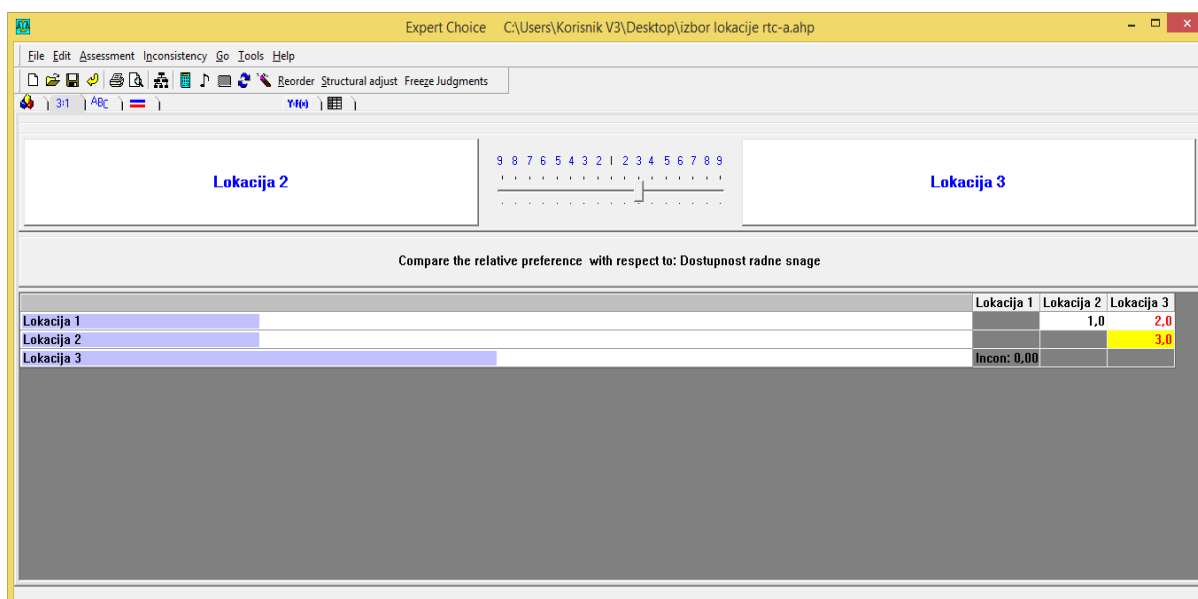 Expert Choice C:\Users\Korisnik V3\Desktop\izbor lokacije rtc-a.ahp
File Edit Assessment Inconsistency Go Tools Help
Reorder Structural adjust Freeze Judgments
3:1 ABC Y=f(x)
9 8 7 6 5 4 3 2 1 2 3 4 5 6 7 8 9
Lokacija 2 Lokacija 3
Compare the relative preference with respect to: Dostupnost radne snage
Lokacija 1 Lokacija 2 Lokacija 3
Lokacija 1 1,0 2,0
Lokacija 2 3,0
Lokacija 3 Incon: 0,00